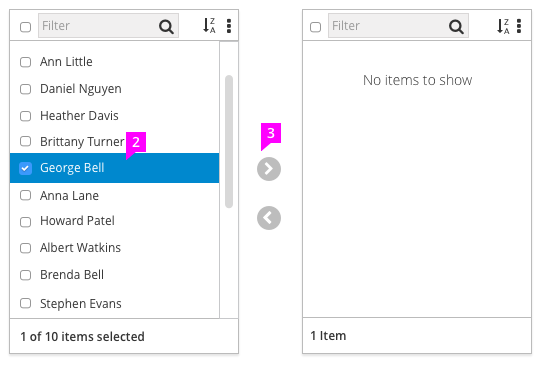 Filter
Ann Little
Daniel Nguyen
Heather Davis
Brittany Turner
2
George Bell
Anna Lane
Howard Patel
Albert Watkins
Brenda Bell
Stephen Evans
1 of 10 items selected
3
Filter
No items to show
1 Item
Z
A
Z
A